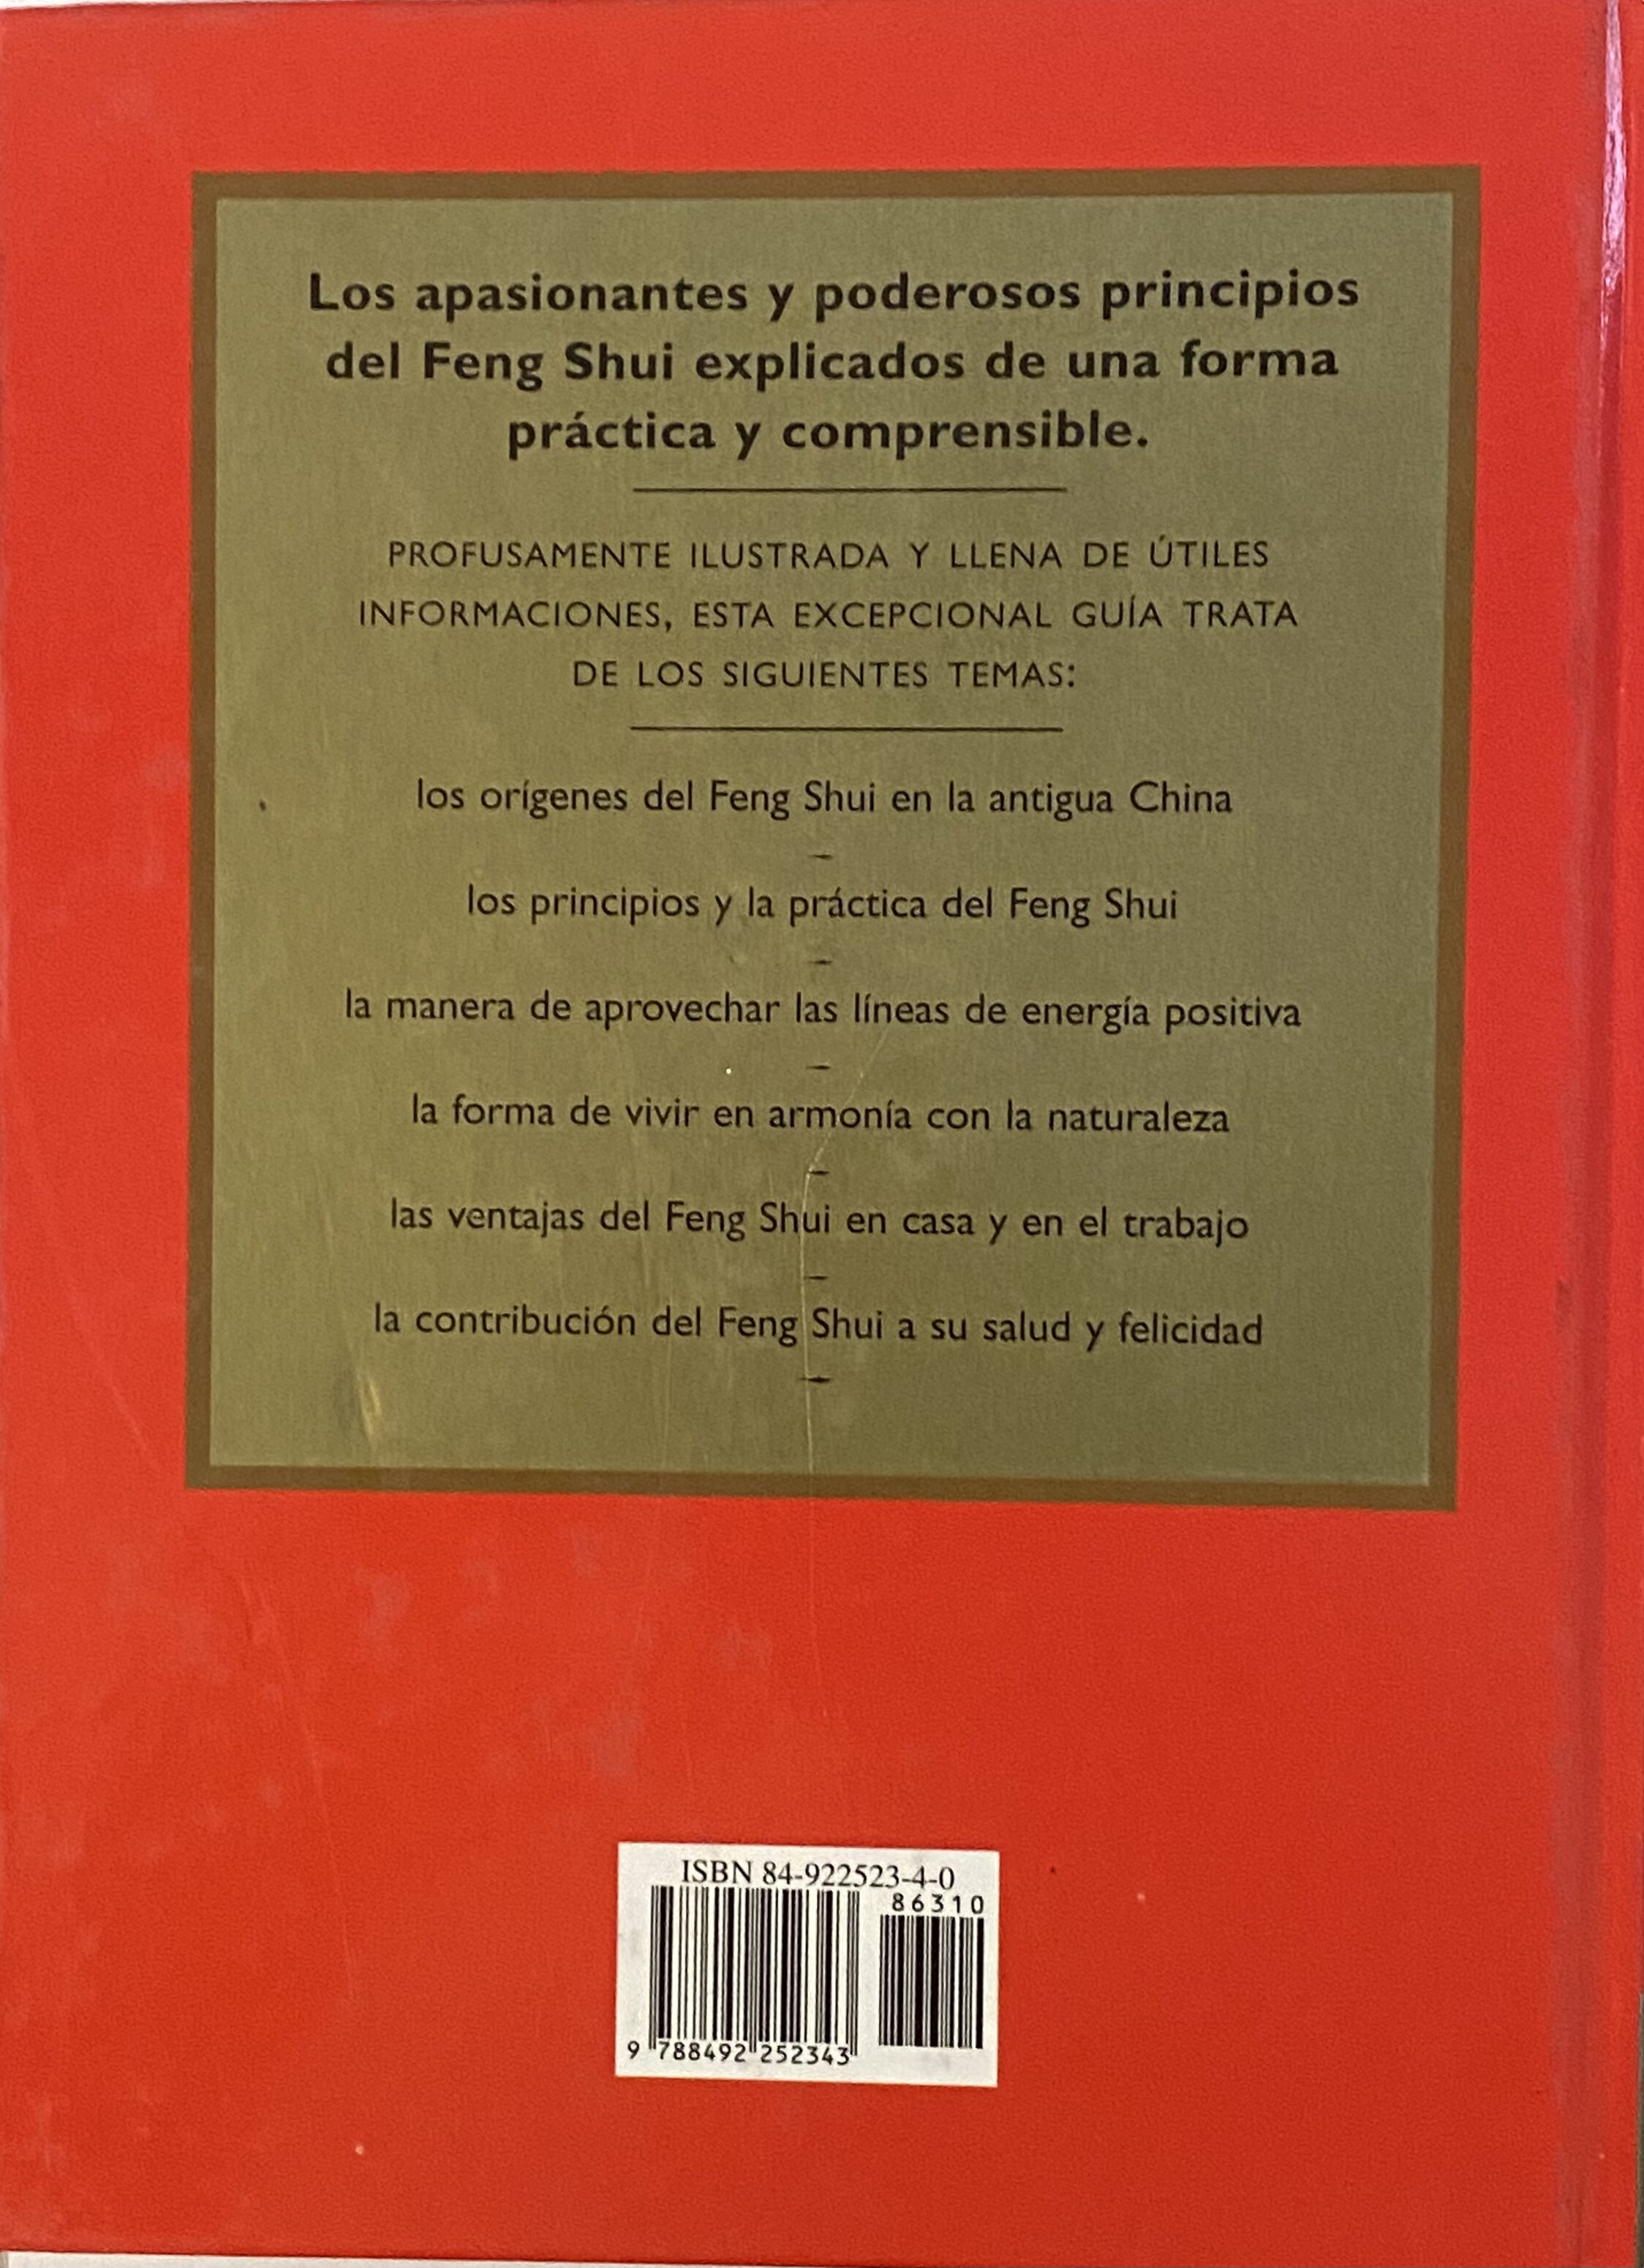 Los apasionantes y poderosos principios
del Feng Shui explicados de una forma
práctica y comprensible.
PROFUSAMENTE ILUSTRADA Y LLENA DE ÚTILES
INFORMACIONES, ESTA EXCEPCIONAL GUÍA TRATA
DE LOS SIGUIENTES TEMAS:
los orígenes del Feng Shui en la antigua China
–
los principios y la práctica del Feng Shui
–
la manera de aprovechar las líneas de energía positiva
–
la forma de vivir en armonía con la naturaleza
–
las ventajas del Feng Shui en casa y en el trabajo
–
la contribución del Feng Shui a su salud y felicidad
–
ISBN 84-922523-4-0
86310
9 788492 252343